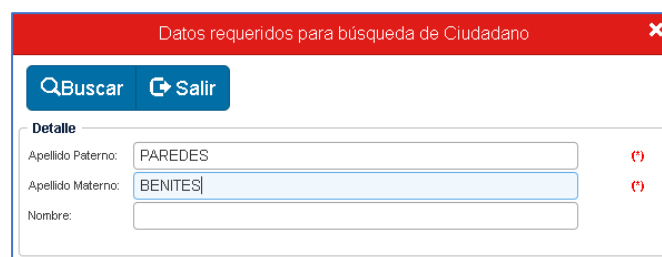 Datos requeridos para búsqueda de Ciudadano
Buscar Salir
Detalle
Apellido Paterno: PAREDES (*)
Apellido Materno: BENITES (*)
Nombre: